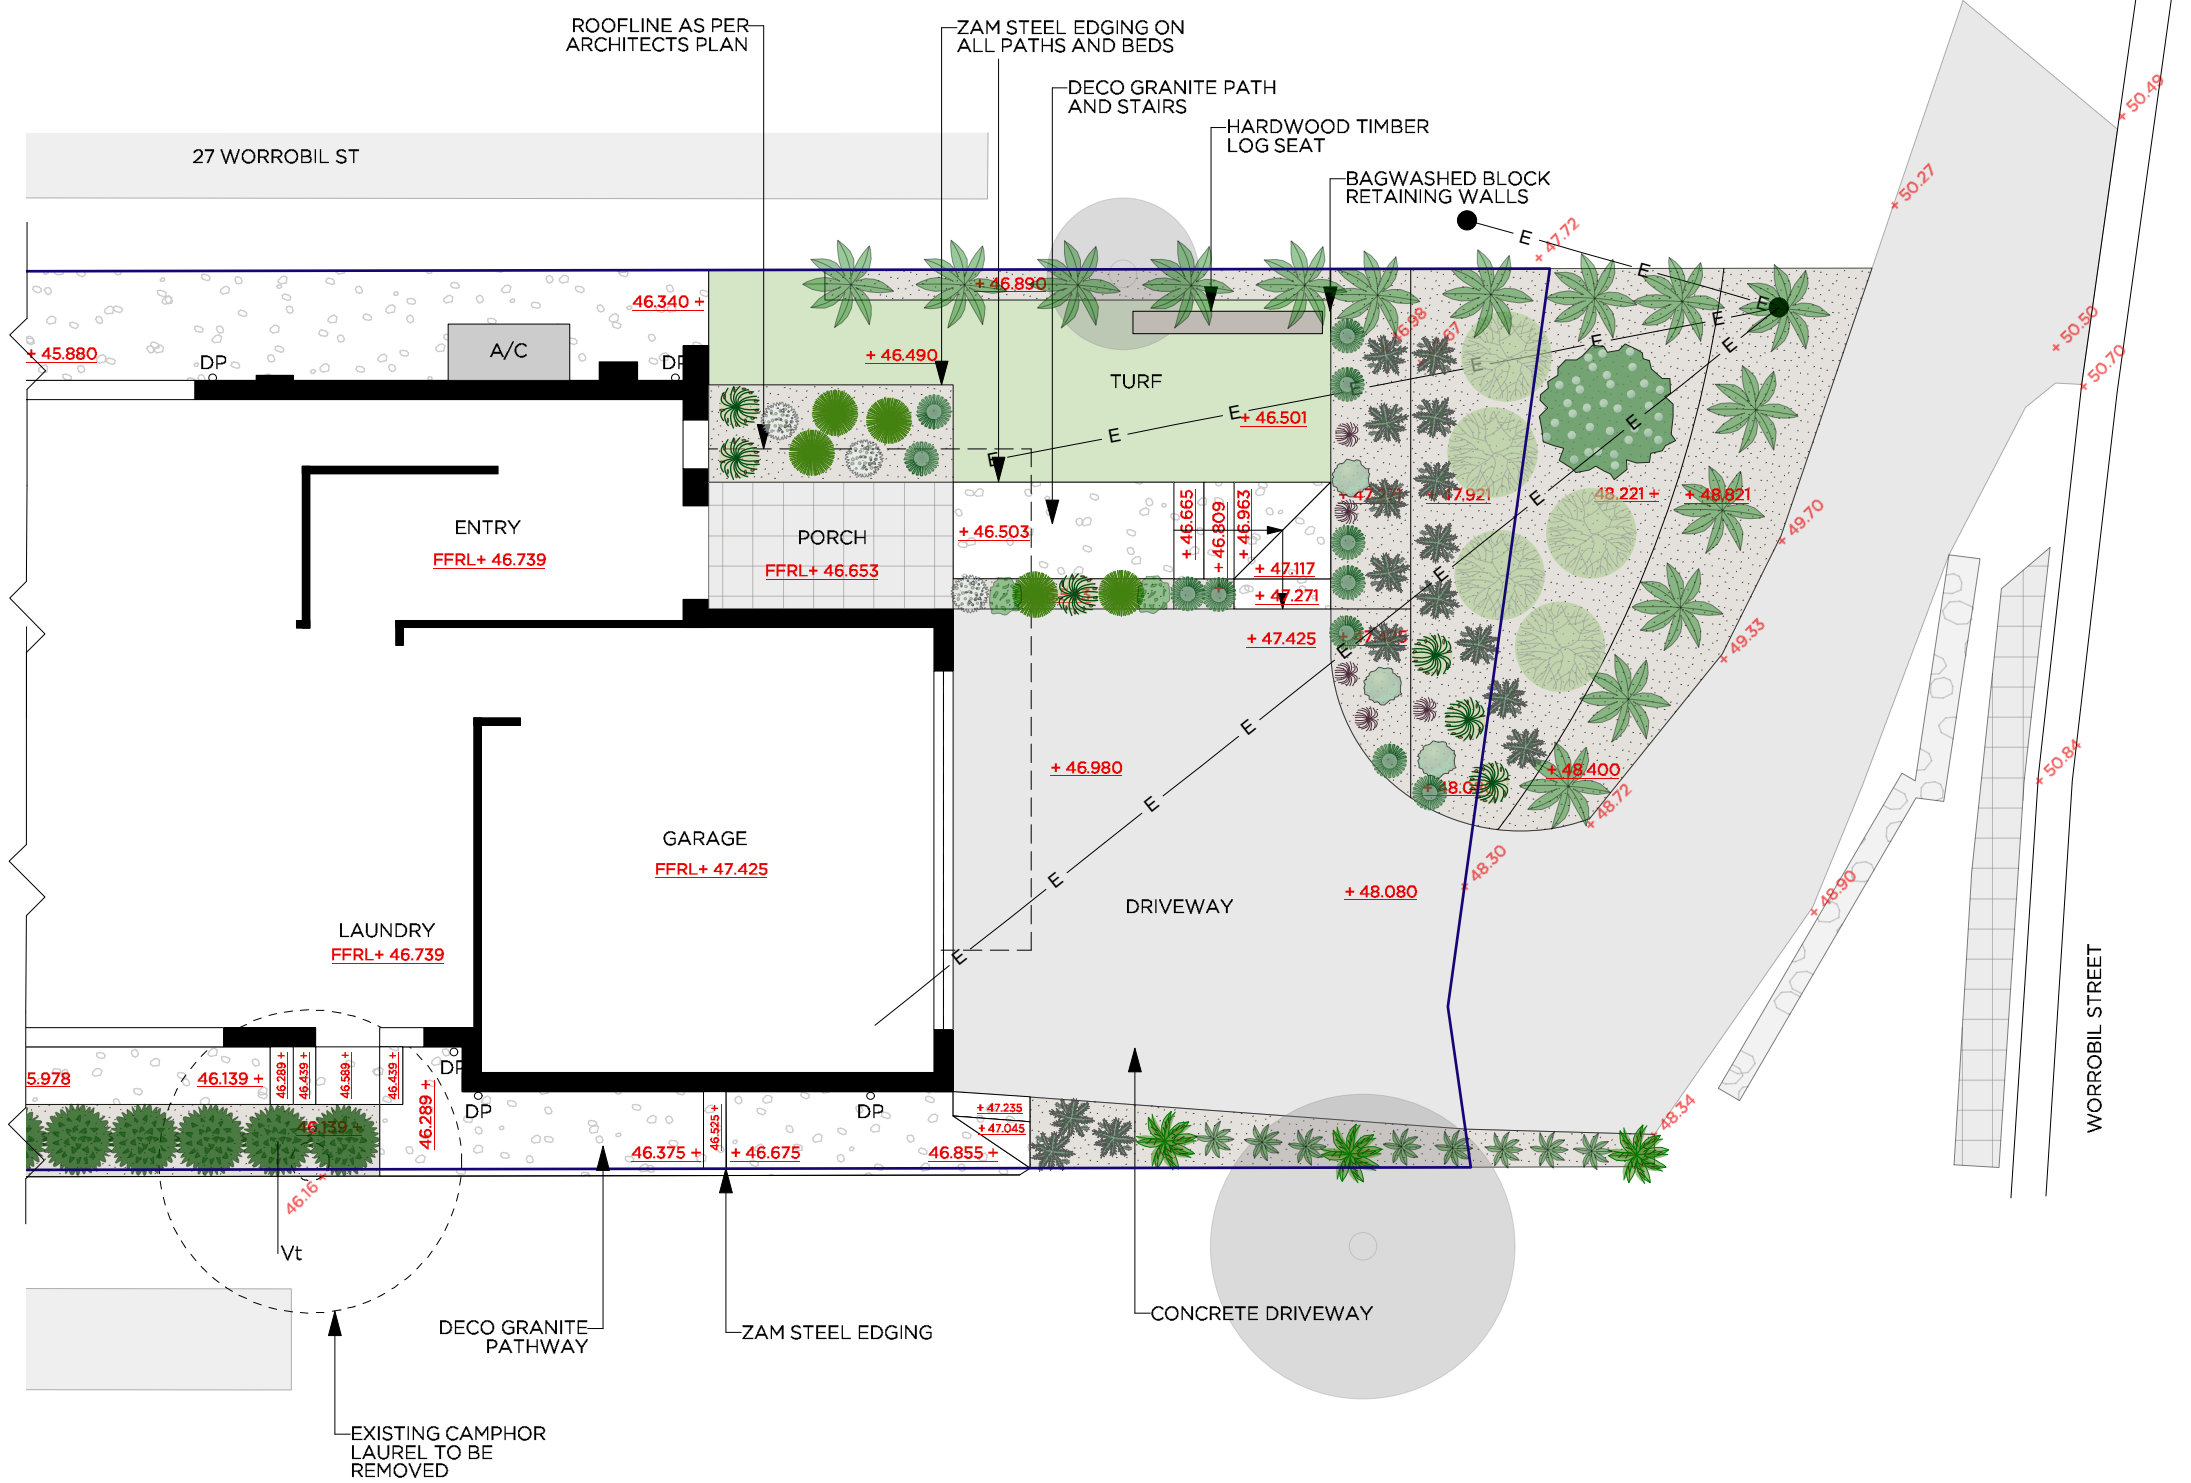 ROOFLINE AS PER
ARCHITECTS PLAN
ZAM STEEL EDGING ON
ALL PATHS AND BEDS
DECO GRANITE PATH
AND STAIRS
HARDWOOD TIMBER
LOG SEAT
BAGWASHED BLOCK
RETAINING WALLS
27 WORROBIL ST
+ 50.49
+ 50.27
+ 47.72
E
E
E
+ 46.890
46.340 +
+ 45.880
DP
A/C
DP
+ 46.490
TURF
+ 50.50
+ 50.70
E
E
E
E
E
E
E
E
E
+ 46.501
+ 47.921
48.221 +
+ 48.821
E
+ 49.70
ENTRY
FFRL+ 46.739
PORCH
FFRL+ 46.653
+ 46.503
+ 46.665
+ 46.809
+ 46.963
+ 47.117
+ 47.271
E
+ 47.425
E
+ 49.33
E
+ 46.980
E
+ 48.400
+ 48.72
+ 50.84
GARAGE
FFRL+ 47.425
E
+ 48.30
+ 48.080
+ 48.90
DRIVEWAY
LAUNDRY
FFRL+ 46.739
E
WORROBIL STREET
5.978
46.139 +
46.289 +
46.439 +
46.589 +
46.439 +
46.289 +
DP
DP
DP
46.139 +
46.16 +
46.375 +
46.525 +
+ 46.675
46.855 +
+ 47.235
+ 47.045
+ 48.34
Vt
DECO GRANITE
PATHWAY
ZAM STEEL EDGING
CONCRETE DRIVEWAY
EXISTING CAMPHOR
LAUREL TO BE
REMOVED